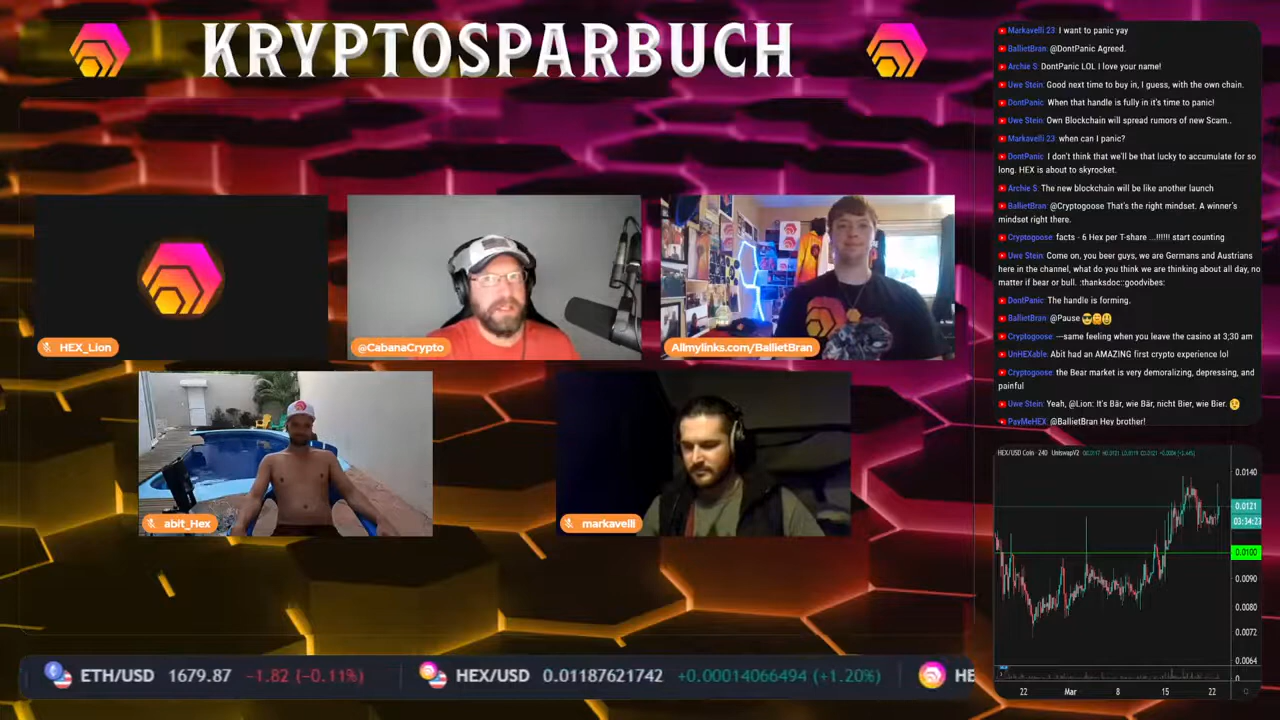 KRYPTOSPARBUCH
HEX_Lion
@CabanaCrypto
Allmylinks.com/BallietBran
abit_Hex
markavelli
ETH/USD 1679.87 −1.82 (−0.11%)
HEX/USD 0.01187621742 +0.00014066494 (+1.20%)
HE
Markavelli 23 I want to panic yay
BallietBran: @DontPanic Agreed.
Archie S: DontPanic LOL I love your name!
Uwe Stein: Good next time to buy in, I guess, with the own chain.
DontPanic: When that handle is fully in it's time to panic!
Uwe Stein: Own Blockchain will spread rumors of new Scam..
Markavelli 23 when can I panic?
DontPanic: I don't think that we'll be that lucky to accumulate for so
long. HEX is about to skyrocket.
Archie S: The new blockchain will be like another launch
BallietBran: @Cryptogoose That's the right mindset. A winner's
mindset right there.
Cryptogoose: facts - 6 Hex per T-share ...!!!!!! start counting
Uwe Stein: Come on, you beer guys, we are Germans and Austrians
here in the channel, what do you think we are thinking about all day, no
matter if bear or bull. :thanksdoc::goodvibes:
DontPanic: The handle is forming.
BallietBran: @Pause
Cryptogoose: ---same feeling when you leave the casino at 3;30 am
UnHEXable: Abit had an AMAZING first crypto experience lol
Cryptogoose: the Bear market is very demoralizing, depressing, and
painful
Uwe Stein: Yeah, @Lion: It's Bär, wie Bär, nicht Bier, wie Bier.
PayMeHEX: @BallietBran Hey brother!
HEX/USD Coin · 240 UniswapV2
0.0140
0.0121
03:34:23
0.0100
0.0090
0.0080
0.0072
0.0064
0
22 Mar 8 15 22